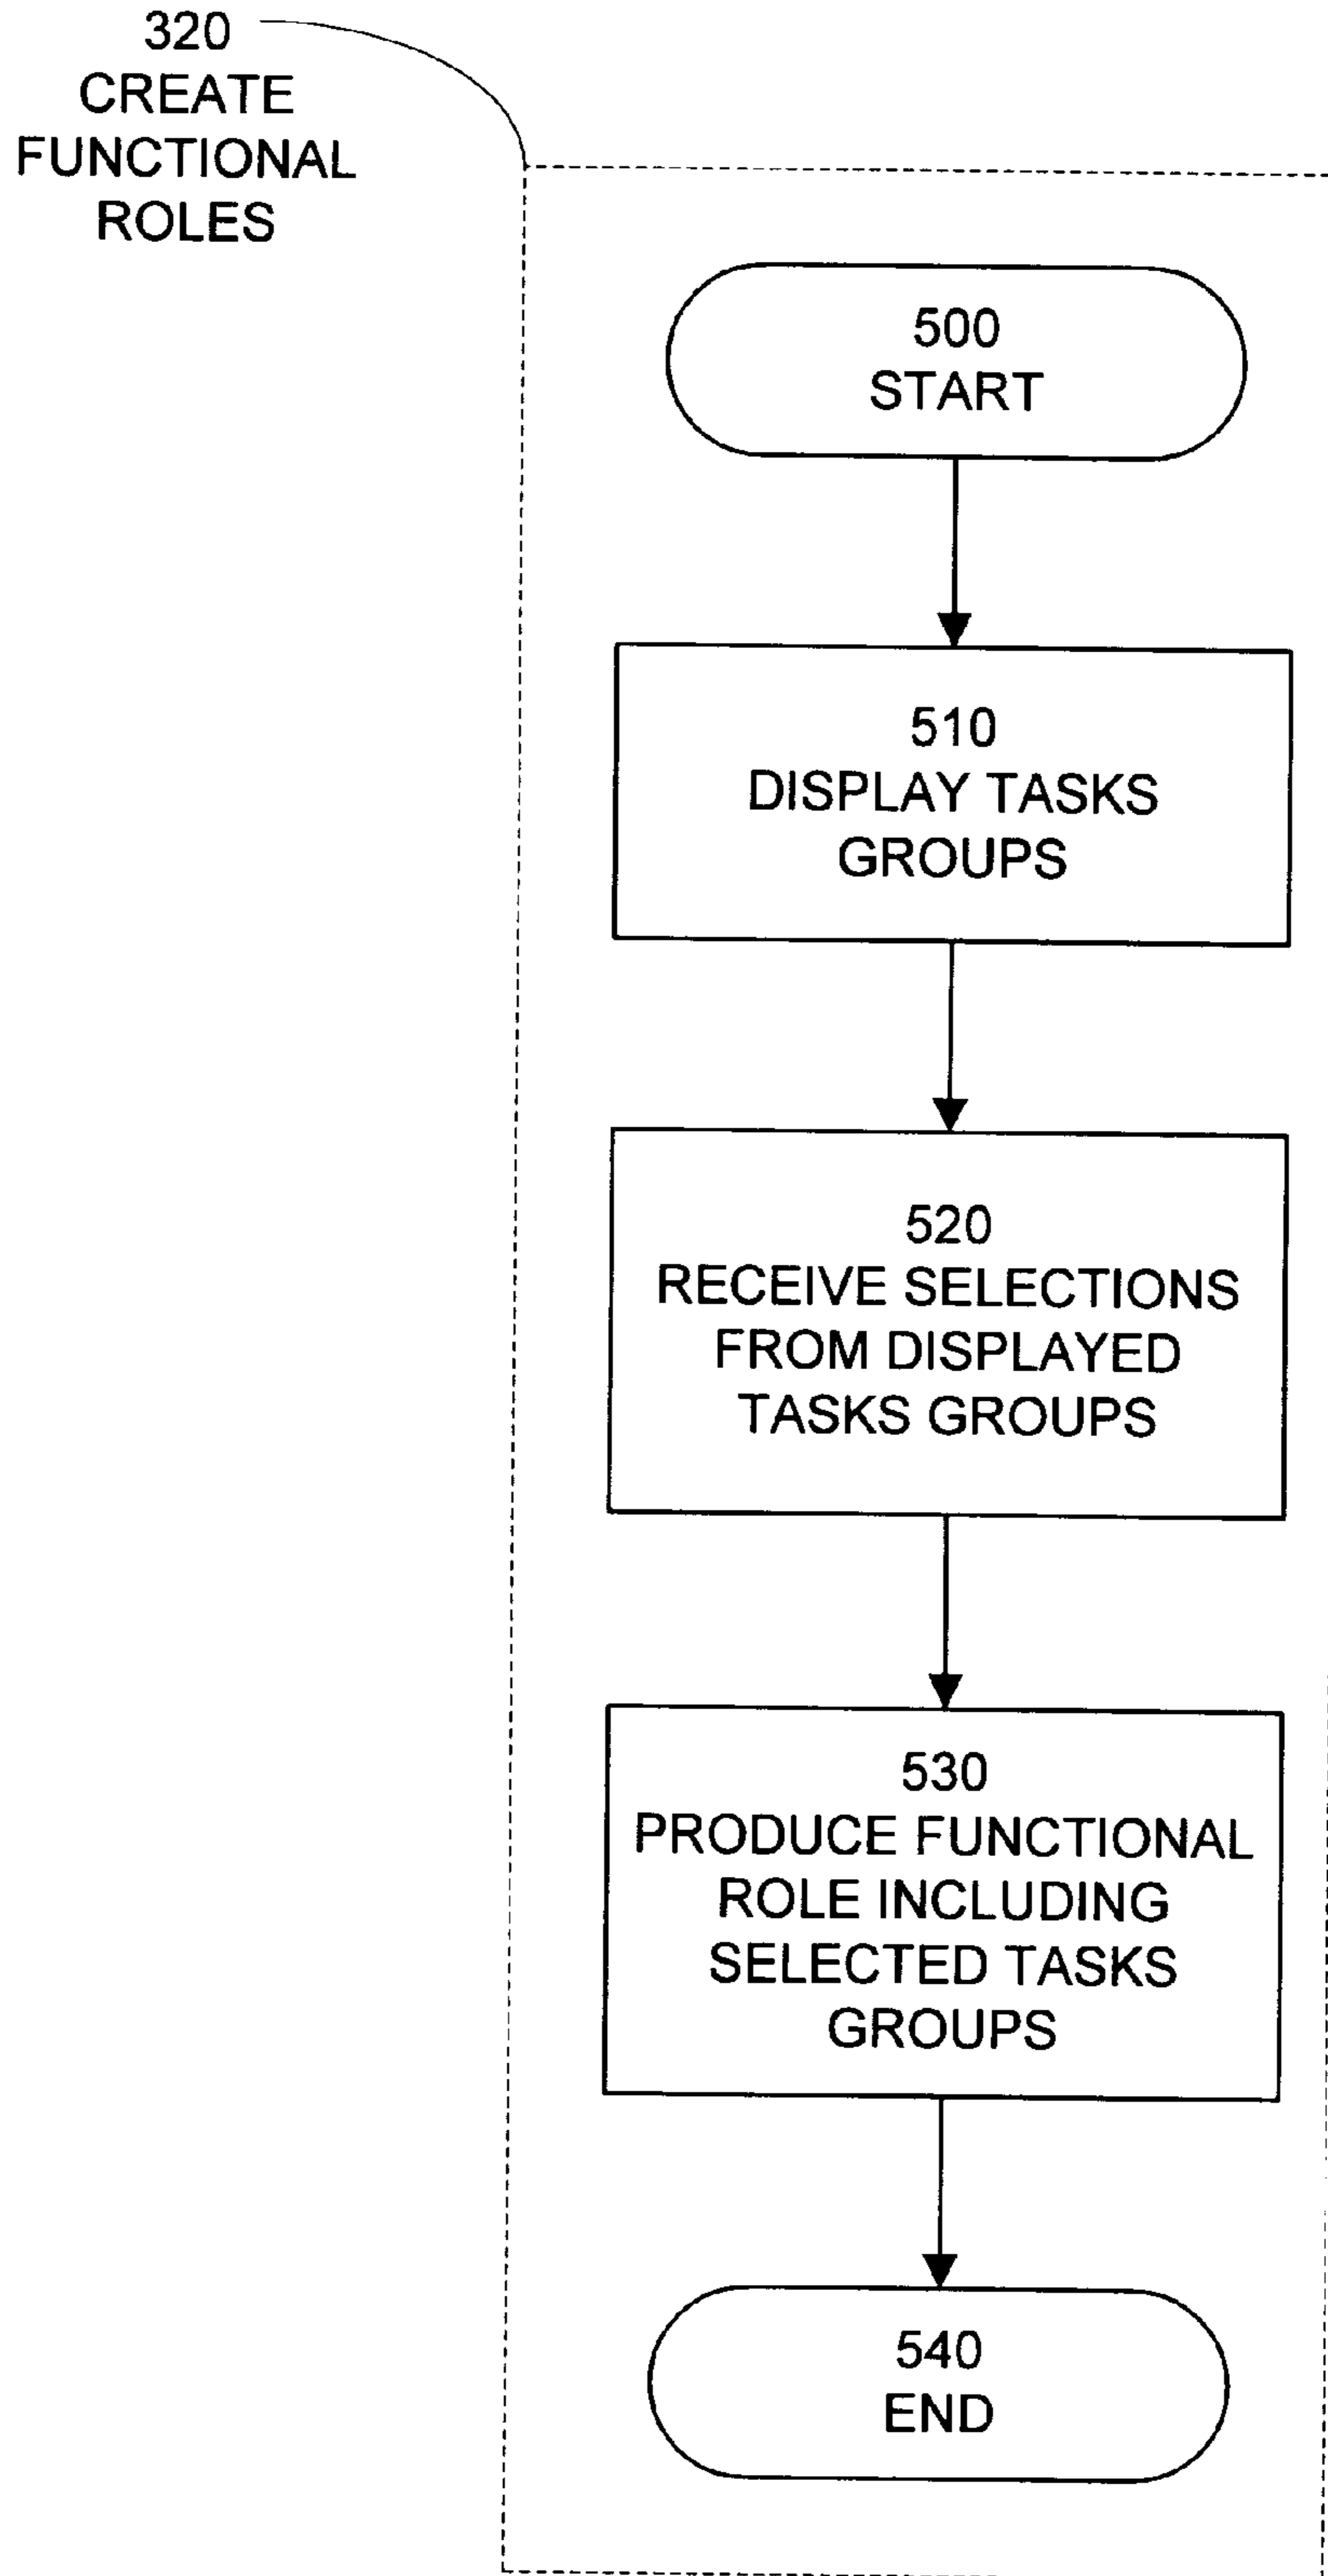 320
CREATE
FUNCTIONAL
ROLES
500
START
510
DISPLAY TASKS
GROUPS
520
RECEIVE SELECTIONS
FROM DISPLAYED
TASKS GROUPS
530
PRODUCE FUNCTIONAL
ROLE INCLUDING
SELECTED TASKS
GROUPS
540
END